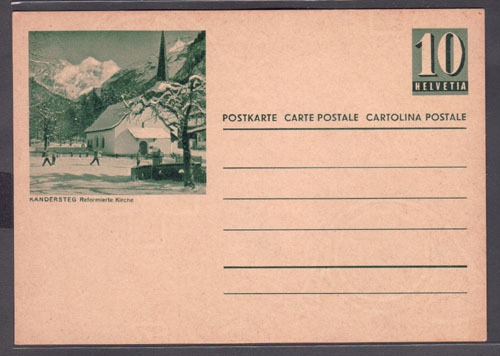 10
HELVETIA
POSTKARTE CARTE POSTALE CARTOLINA POSTALE
KANDERSTEG Reformierte Kirche